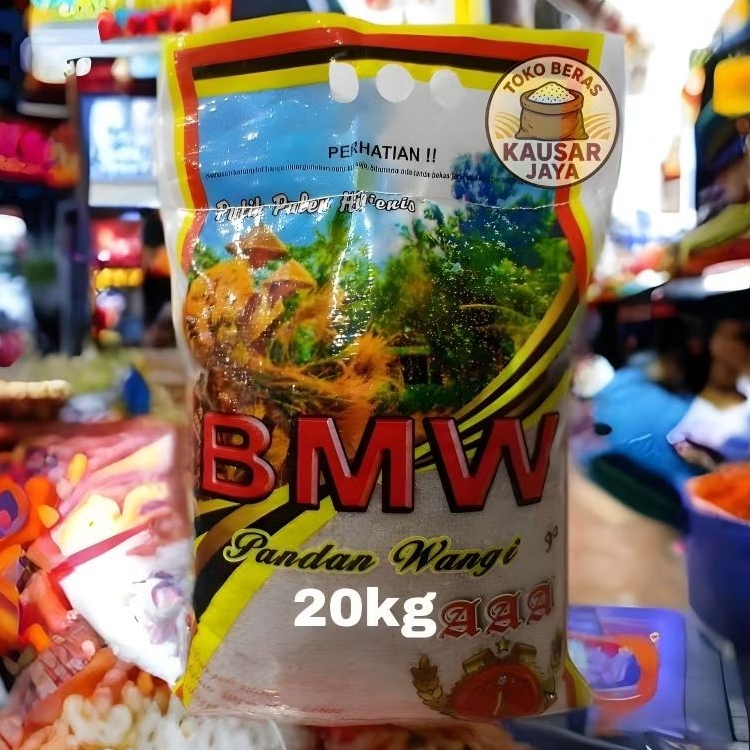 TOKO BERAS
KAUSAR
JAYA
PERHATIAN !!
Putih Pulen Higienis
BMW
Pandan Wangi
20kg
AAA